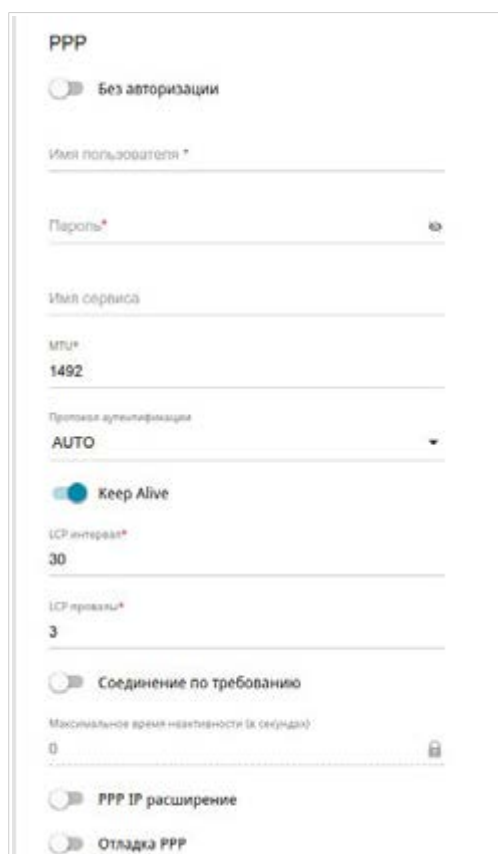 PPP
Без авторизации
Имя пользователя *
Пароль*
Имя сервиса
MTU*
1492
Протокол аутентификации
AUTO
Keep Alive
LCP интервал*
30
LCP провалы*
3
Соединение по требованию
Максимальное время неактивности (в секундах)
0
PPP IP расширение
Отладка PPP